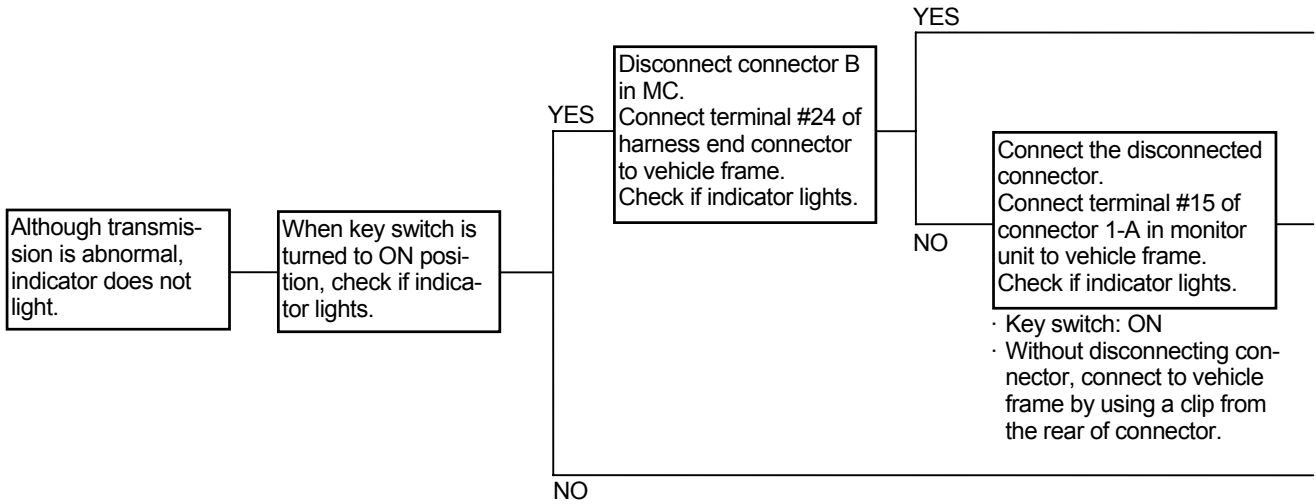 Although transmis-
sion is abnormal,
indicator does not
light.
When key switch is
turned to ON posi-
tion, check if indica-
tor lights.
YES
NO
Disconnect connector B
in MC.
Connect terminal #24 of
harness end connector
to vehicle frame.
Check if indicator lights.
YES
NO
Connect the disconnected
connector.
Connect terminal #15 of
connector 1-A in monitor
unit to vehicle frame.
Check if indicator lights.
· Key switch: ON
· Without disconnecting con-
nector, connect to vehicle
frame by using a clip from
the rear of connector.